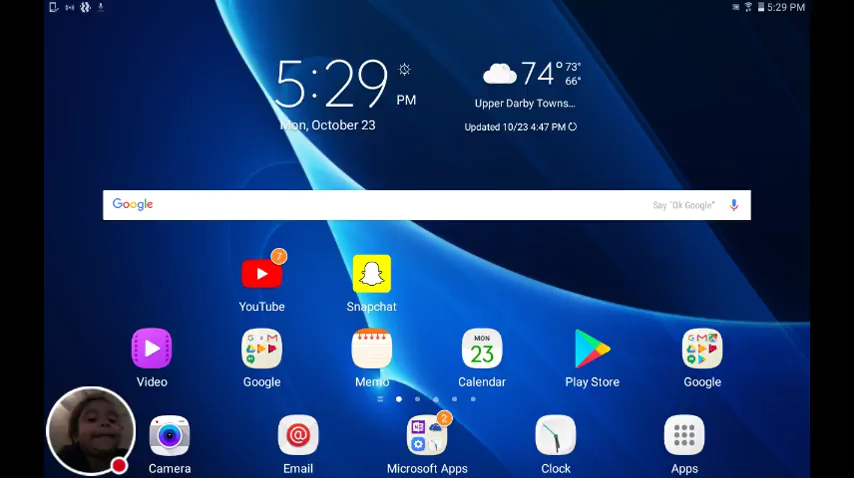 5:29 PM
5:29 PM
74° 73° 66°
Upper Darby Towns...
Mon, October 23
Updated 10/23 4:47 PM
Google
Say "Ok Google"
7
YouTube
Snapchat
MON
23
Video
Google
Memo
Calendar
Play Store
Google
2
Camera
Email
Microsoft Apps
Clock
Apps